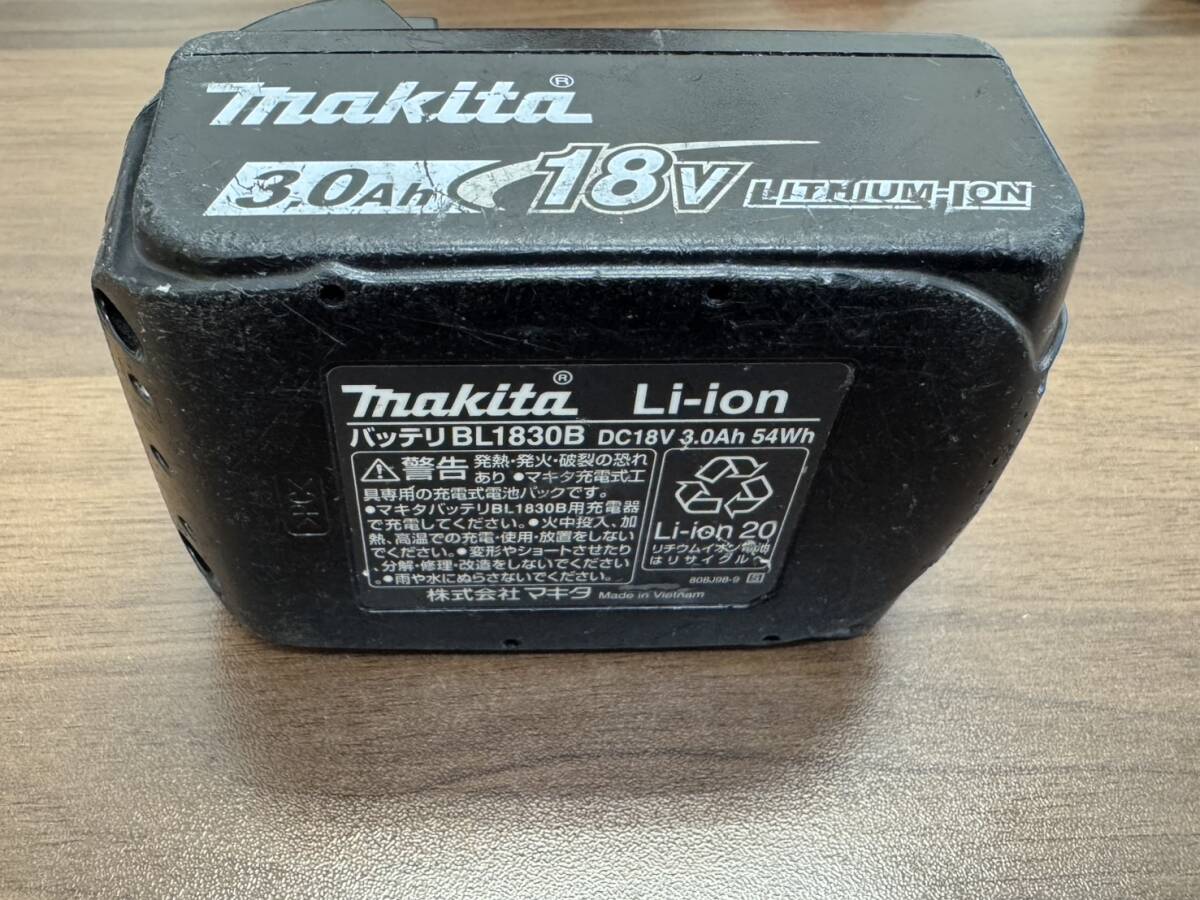 makita®
3.0Ah 18V LITHIUM-ION
makita® Li-ion
バッテリBL1830B DC18V 3.0Ah 54Wh
⚠警告 発熱・発火・破裂の恐れ
あり ●マキタ充電式工
具専用の充電式電池パックです。
●マキタバッテリBL1830B用充電器
で充電してください。●火中投入、加
熱、高温での充電・使用・放置をしない
でください。●変形やショートさせたり
、分解・修理・改造をしないでください
。●雨や水にぬらさないでください。
Li-ion 20
リチウムイオン電池
はリサイクルへ
808J98-9
株式会社 マキタ Made in Vietnam